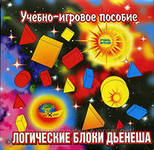 Учебно-игровое пособие
ЛОГИЧЕСКИЕ БЛОКИ ДЬЕНЕША